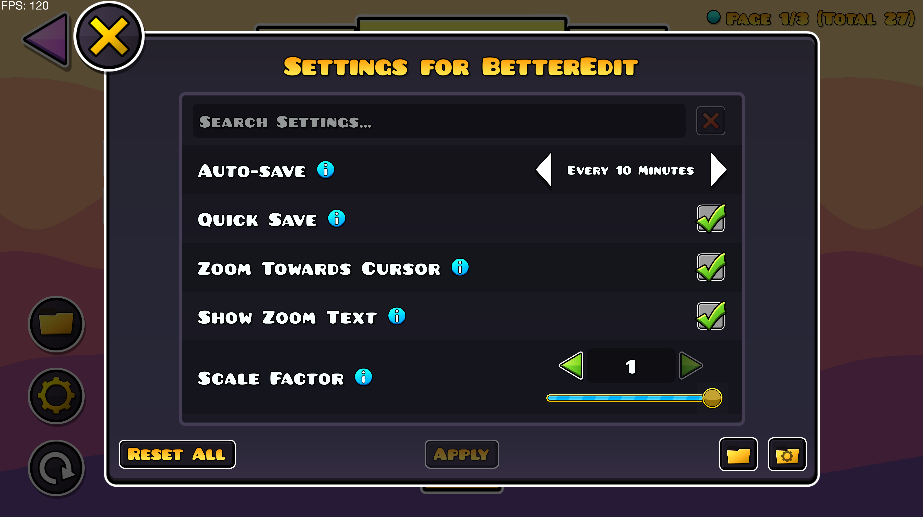 FPS: 120
Page 1/3 (Total 27)
Settings for BetterEdit
Search Settings...
Auto-save
Every 10 Minutes
Quick Save
Zoom Towards Cursor
Show Zoom Text
Scale Factor
1
Reset All
Apply